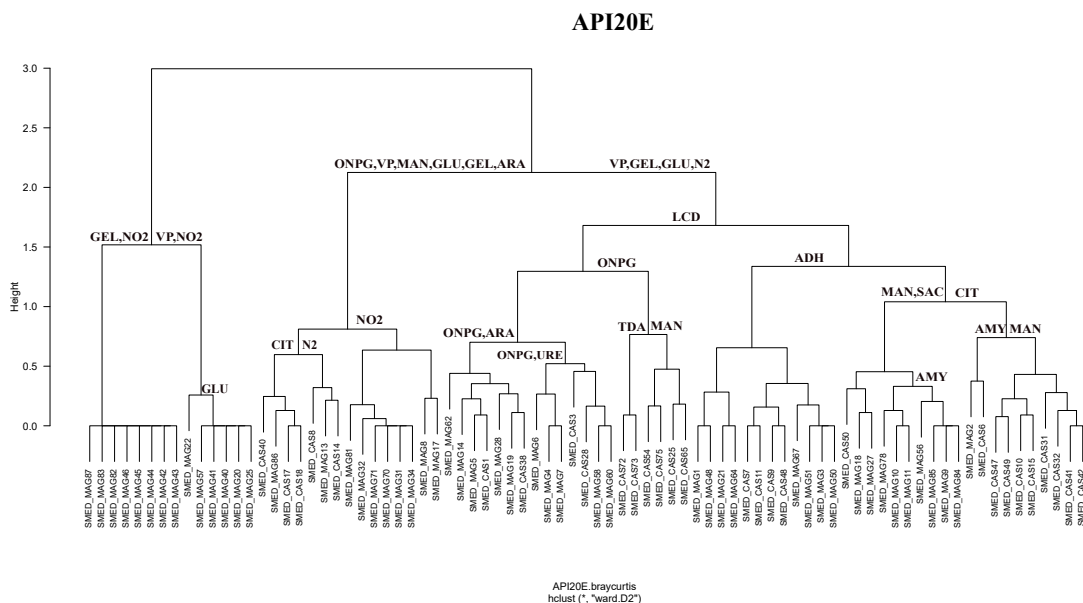 API20E
3.0
2.5
2.0
1.5
1.0
0.5
0.0
Height
ONPG,VP,MAN,GLU,GEL,ARA
VP,GEL,GLU,N2
LCD
GEL,NO2
VP,NO2
ONPG
ADH
MAN,SAC
CIT
NO2
ONPG,ARA
TDA
MAN
AMY
MAN
CIT
N2
ONPG,URE
GLU
AMY
SMED_MAG87
SMED_MAG83
SMED_MAG82
SMED_MAG46
SMED_MAG45
SMED_MAG44
SMED_MAG42
SMED_MAG43
SMED_MAG22
SMED_MAG57
SMED_MAG41
SMED_MAG40
SMED_MAG20
SMED_MAG25
SMED_CAS40
SMED_MAG86
SMED_CAS17
SMED_CAS18
SMED_CAS8
SMED_MAG13
SMED_CAS14
SMED_MAG81
SMED_MAG32
SMED_MAG71
SMED_MAG70
SMED_MAG31
SMED_MAG34
SMED_MAG8
SMED_MAG17
SMED_MAG62
SMED_MAG14
SMED_MAG5
SMED_CAS1
SMED_MAG28
SMED_MAG19
SMED_CAS38
SMED_MAG6
SMED_MAG4
SMED_MAG7
SMED_CAS3
SMED_CAS28
SMED_MAG58
SMED_MAG60
SMED_CAS72
SMED_CAS73
SMED_CAS54
SMED_CAS75
SMED_CAS25
SMED_CAS65
SMED_MAG1
SMED_MAG48
SMED_MAG21
SMED_MAG64
SMED_CAS7
SMED_CAS11
SMED_CAS9
SMED_CAS48
SMED_MAG67
SMED_MAG51
SMED_MAG3
SMED_MAG50
SMED_CAS50
SMED_MAG18
SMED_MAG27
SMED_MAG78
SMED_MAG10
SMED_MAG11
SMED_MAG56
SMED_MAG85
SMED_MAG9
SMED_MAG84
SMED_MAG2
SMED_CAS6
SMED_CAS47
SMED_CAS49
SMED_CAS10
SMED_CAS15
SMED_CAS31
SMED_CAS32
SMED_CAS41
SMED_CAS42
API20E.braycurtis
hclust (*, "ward.D2")